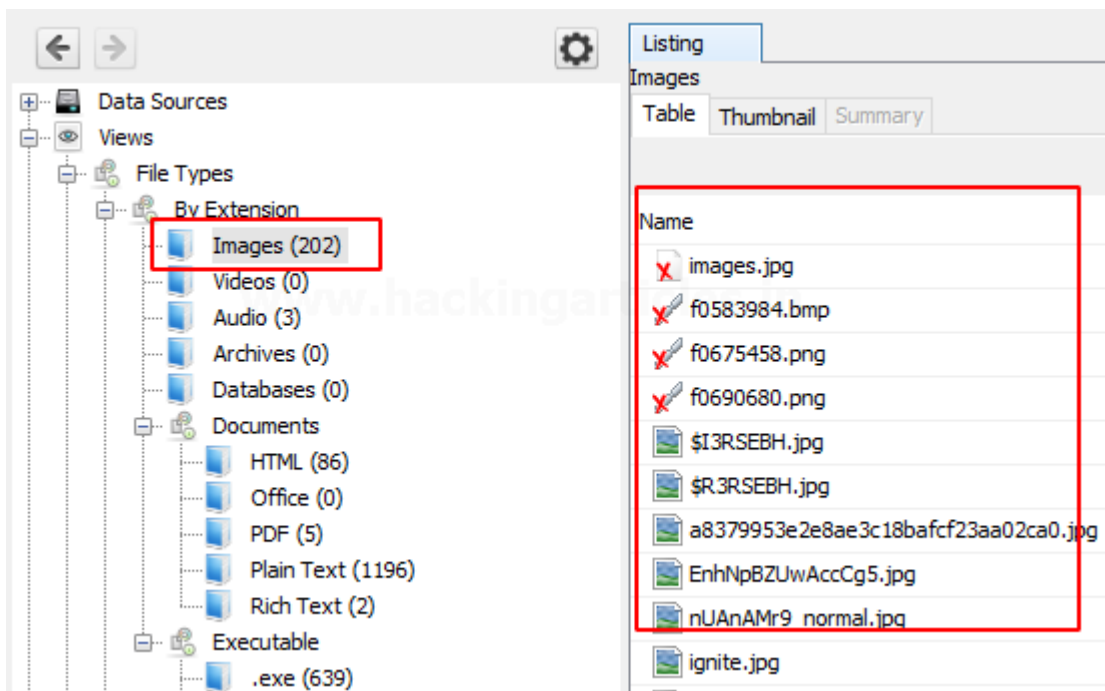 Data Sources
Views
File Types
By Extension
Images (202)
Videos (0)
Audio (3)
Archives (0)
Databases (0)
Documents
HTML (86)
Office (0)
PDF (5)
Plain Text (1196)
Rich Text (2)
Executable
.exe (639)
Listing
Images
Table Thumbnail Summary
Name
images.jpg
f0583984.bmp
f0675458.png
f0690680.png
$I3RSEBH.jpg
$R3RSEBH.jpg
a8379953e2e8ae3c18bafcf23aa02ca0.jpg
EnhNpBZUwAccCg5.jpg
nUAnAMr9_normal.jpg
ignite.jpg
www.hackingarticles.in